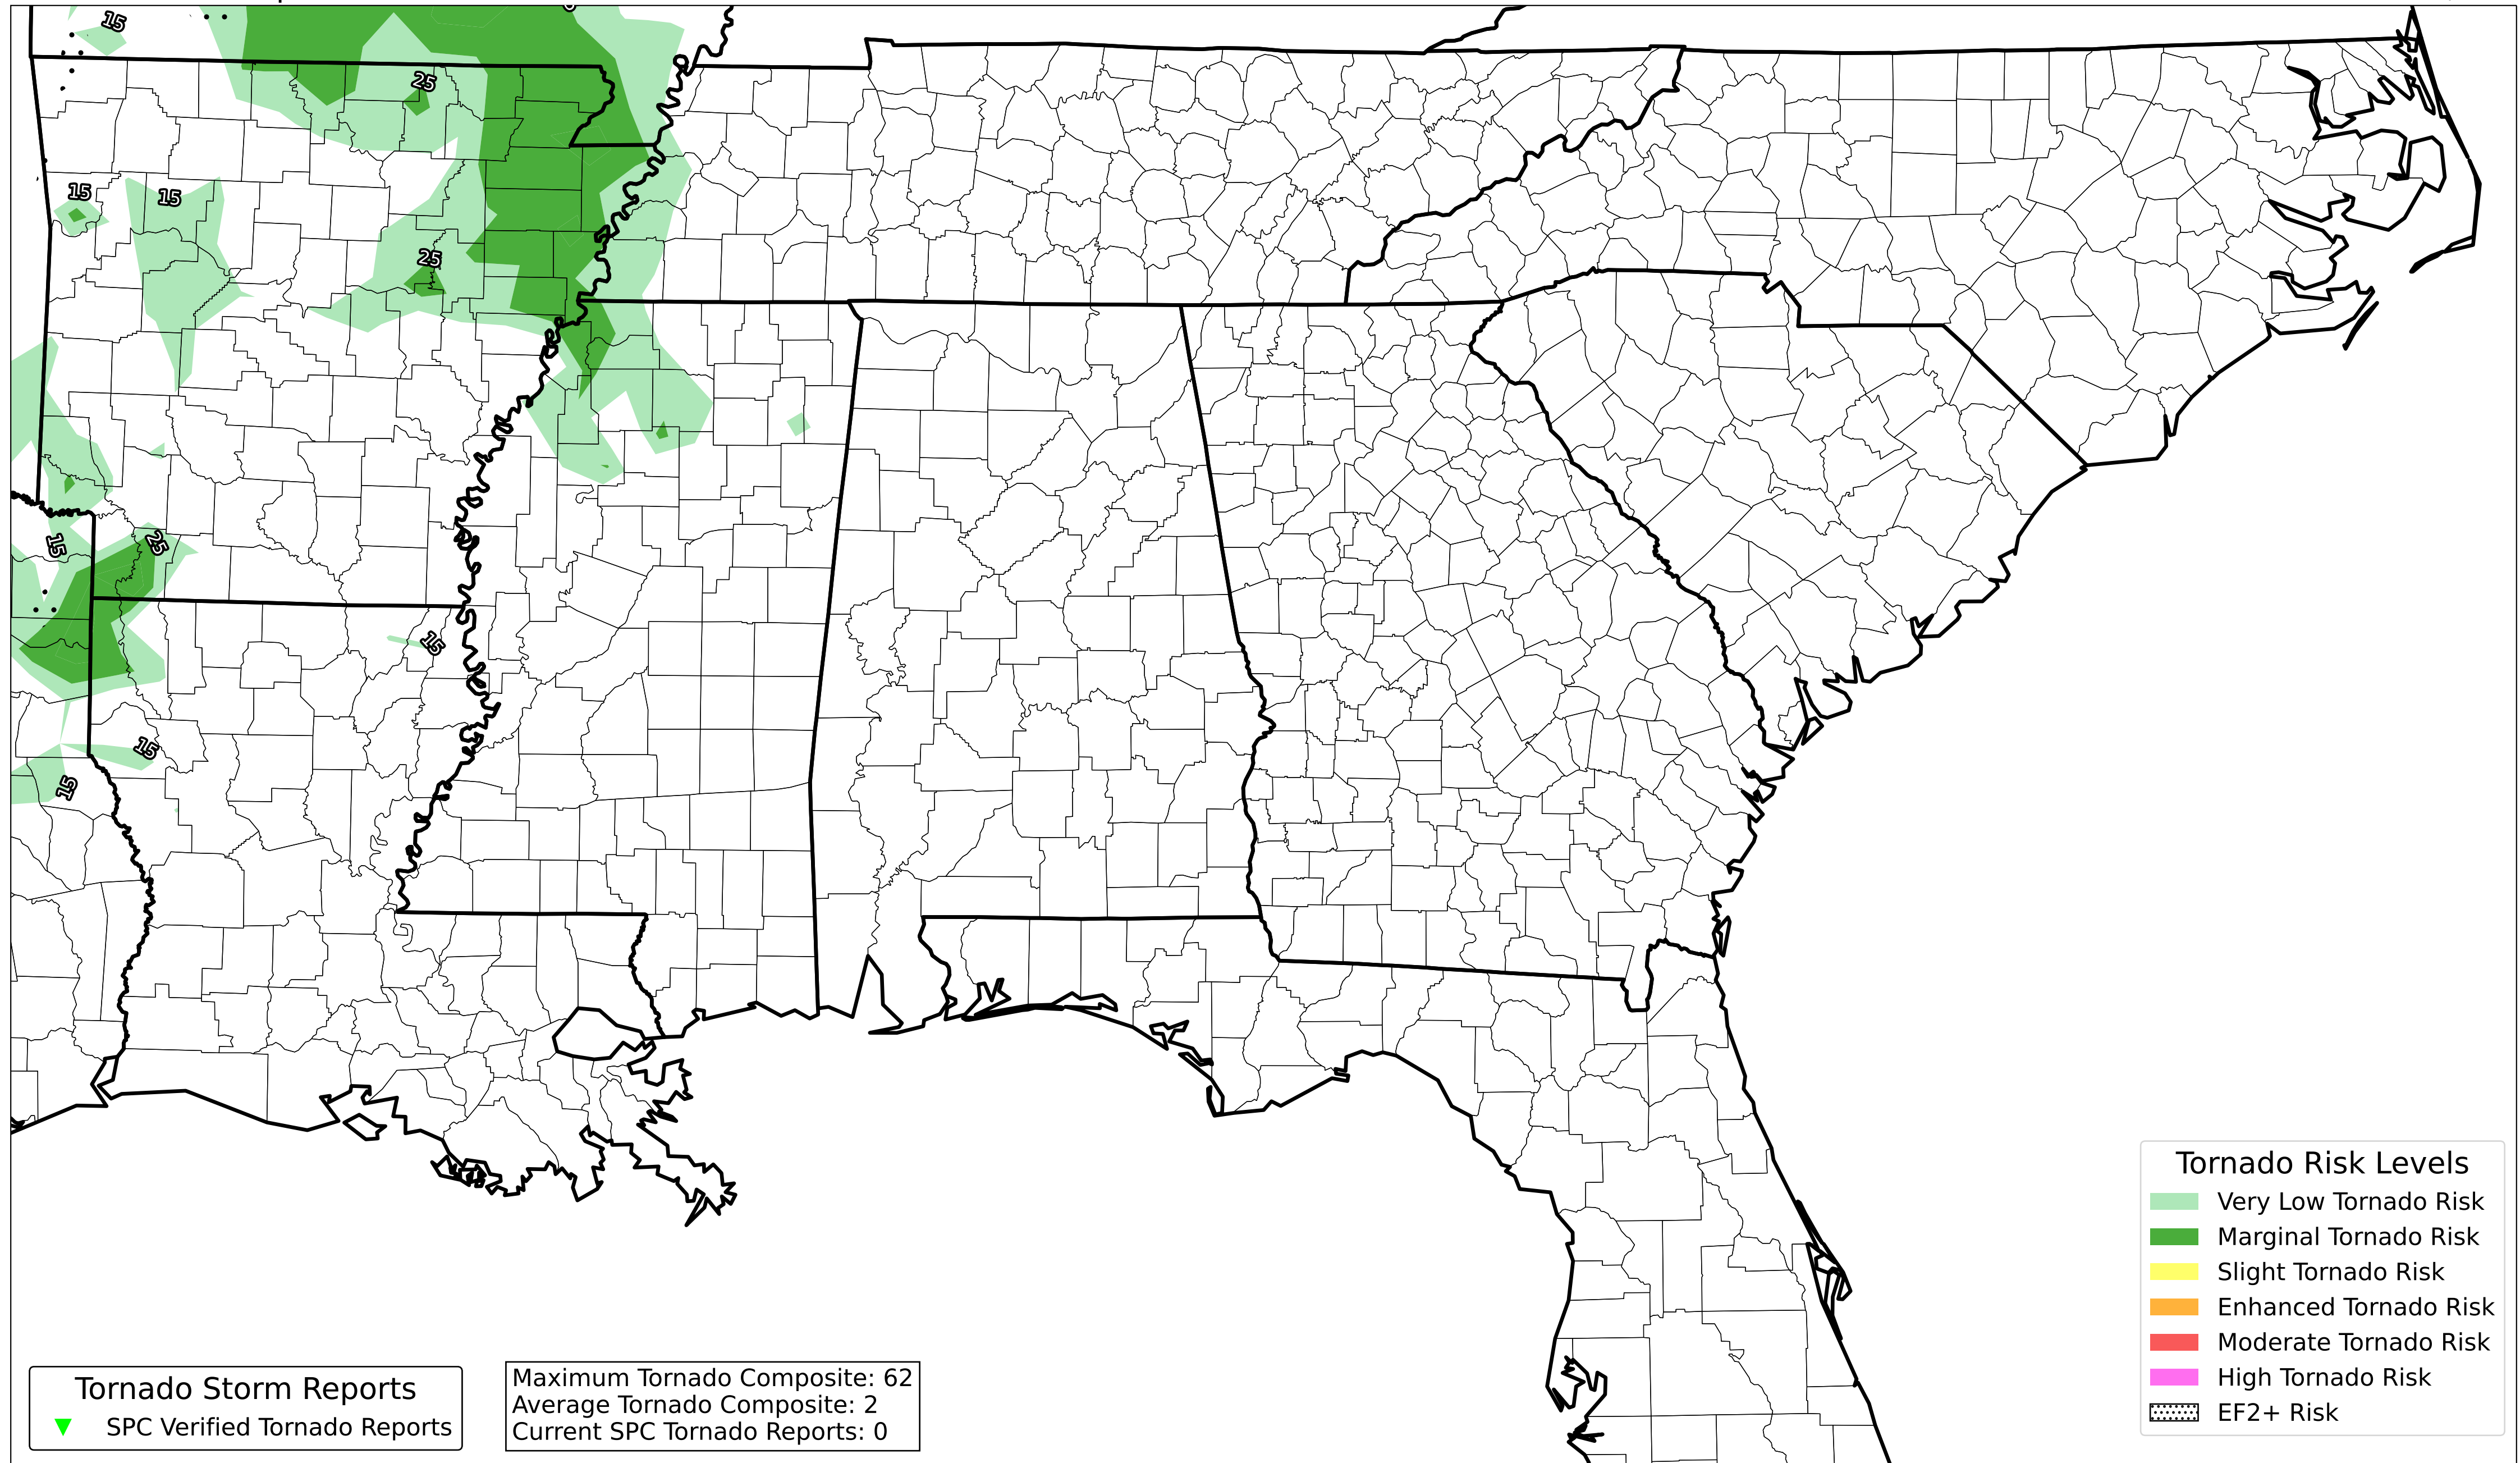 15
25
15
15
25
15
25
15
15
15
Tornado Risk Levels
Very Low Tornado Risk
Marginal Tornado Risk
Slight Tornado Risk
Enhanced Tornado Risk
Moderate Tornado Risk
High Tornado Risk
EF2+ Risk
Tornado Storm Reports
SPC Verified Tornado Reports
Maximum Tornado Composite: 62
Average Tornado Composite: 2
Current SPC Tornado Reports: 0